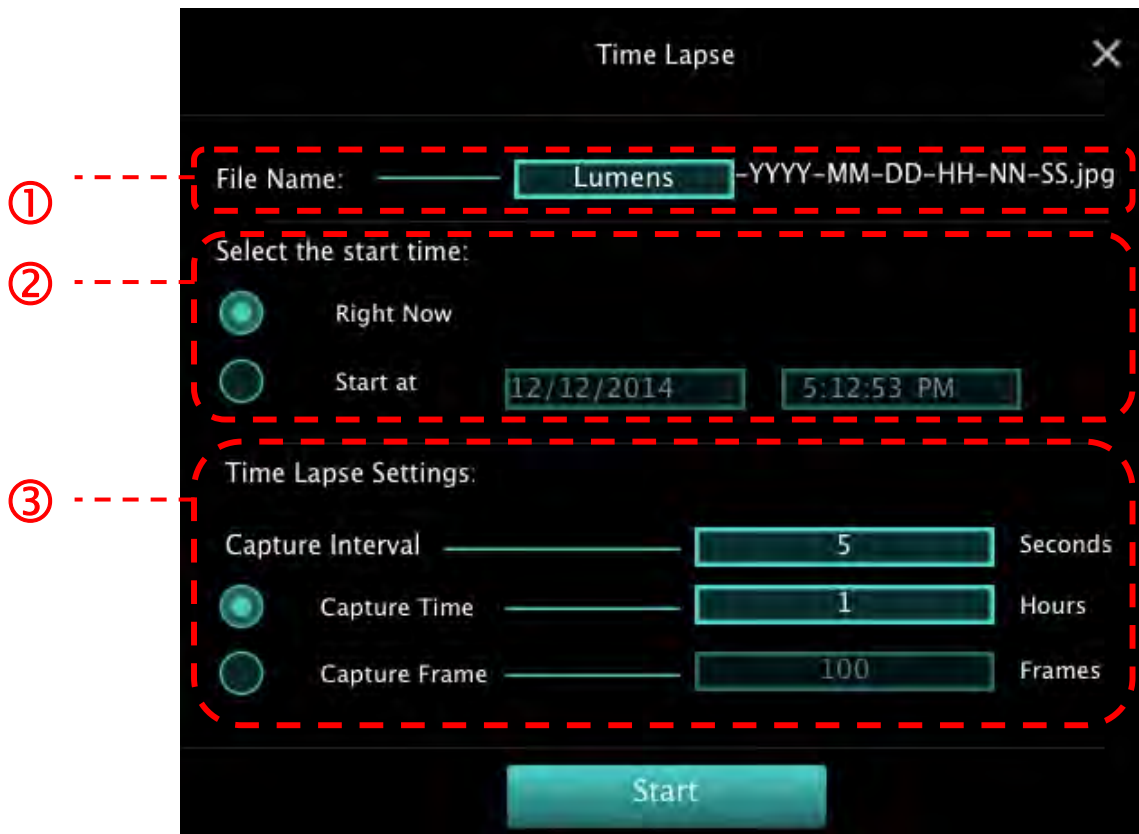 Time Lapse ×
① File Name: Lumens -YYYY-MM-DD-HH-NN-SS.jpg
② Select the start time:
Right Now
Start at 12/12/2014 5:12:53 PM
③ Time Lapse Settings:
Capture Interval 5 Seconds
Capture Time 1 Hours
Capture Frame 100 Frames
Start